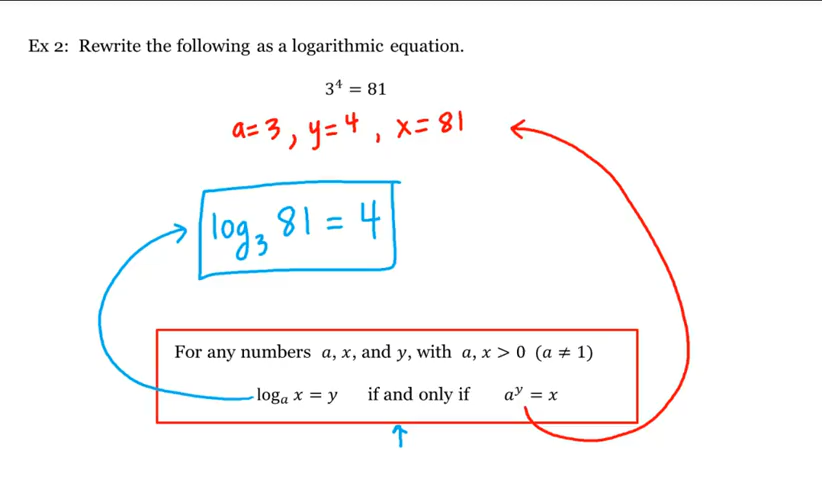 Ex 2: Rewrite the following as a logarithmic equation.
3⁴ = 81
a=3, y=4, x=81
log₃ 81 = 4
For any numbers a, x, and y, with a, x > 0 (a ≠ 1)
logₐ x = y if and only if aʸ = x